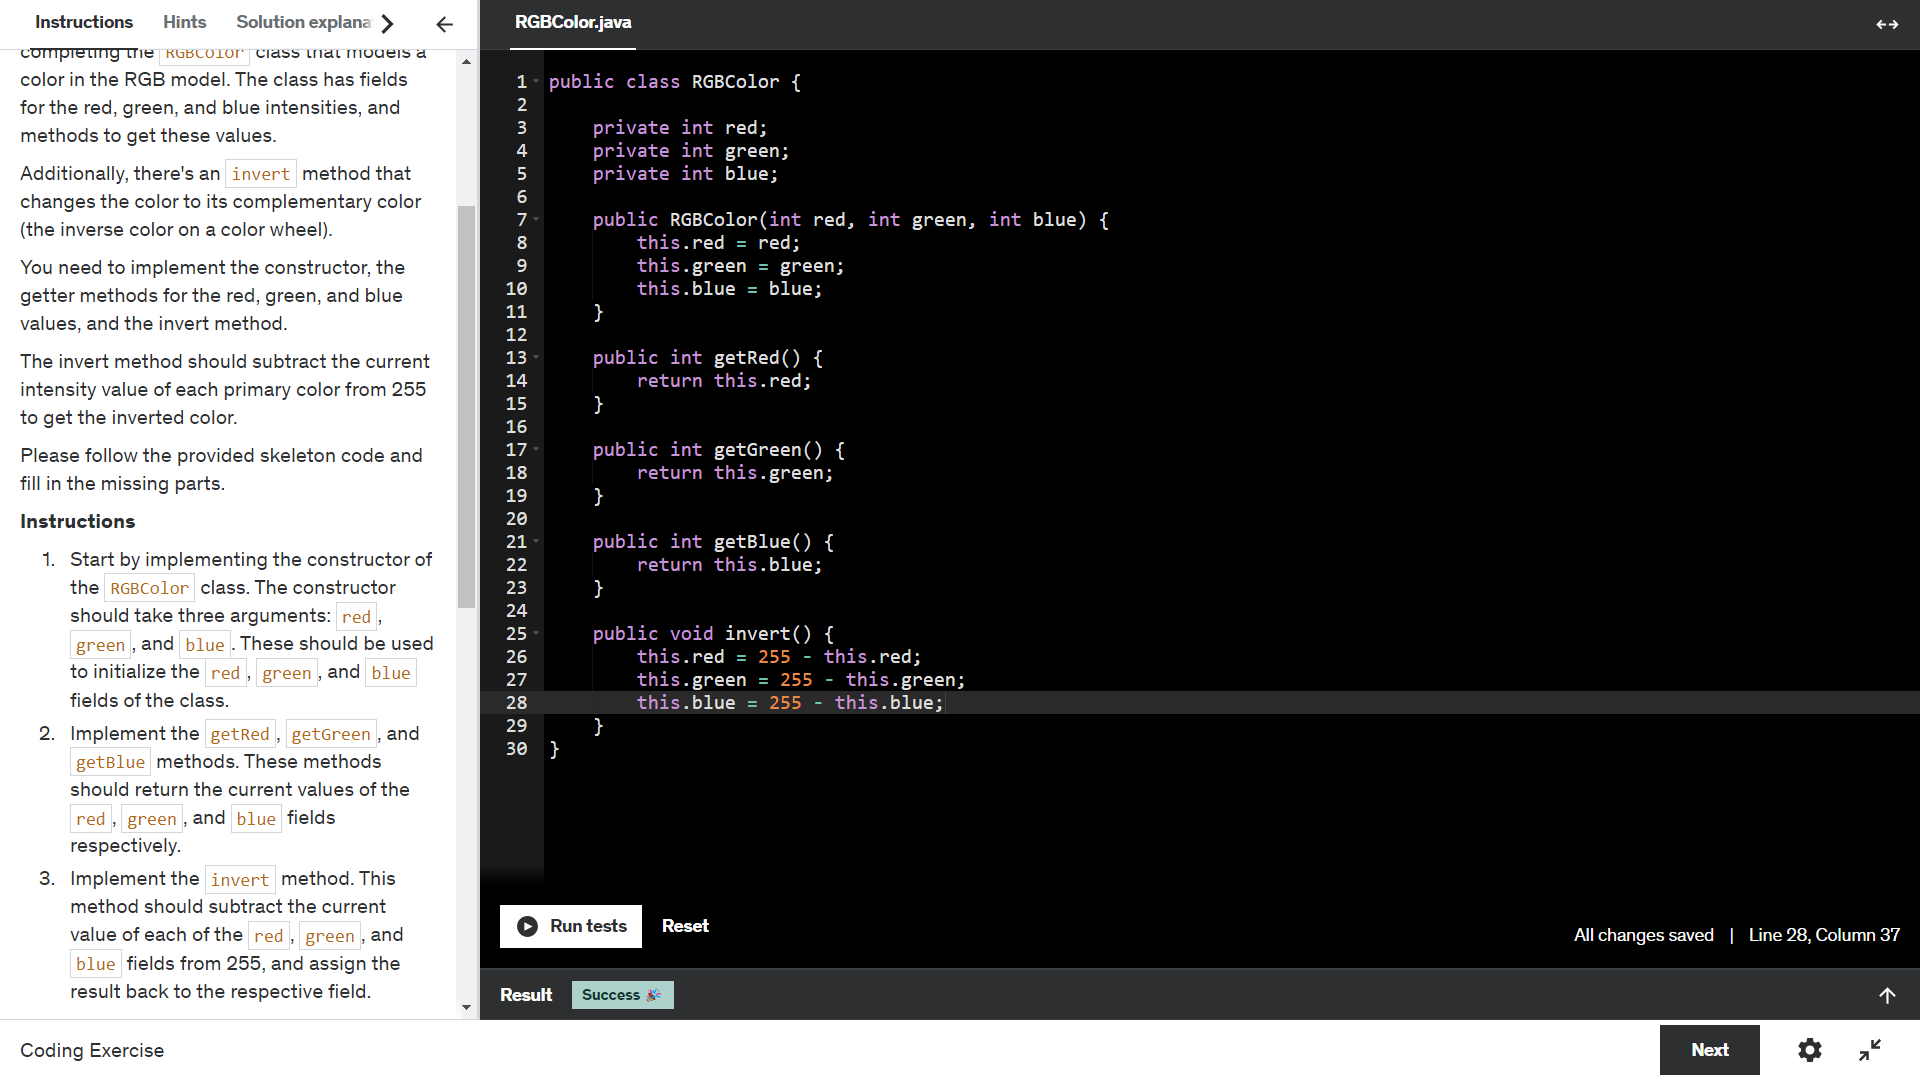 Instructions Hints Solution explana
completing the RGBColor class that models a
color in the RGB model. The class has fields
for the red, green, and blue intensities, and
methods to get these values.
Additionally, there's an invert method that
changes the color to its complementary color
(the inverse color on a color wheel).
You need to implement the constructor, the
getter methods for the red, green, and blue
values, and the invert method.
The invert method should subtract the current
intensity value of each primary color from 255
to get the inverted color.
Please follow the provided skeleton code and
fill in the missing parts.
Instructions
1. Start by implementing the constructor of
the RGBColor class. The constructor
should take three arguments: red,
green, and blue. These should be used
to initialize the red, green, and blue
fields of the class.
2. Implement the getRed, getGreen, and
getBlue methods. These methods
should return the current values of the
red, green, and blue fields
respectively.
3. Implement the invert method. This
method should subtract the current
value of each of the red, green, and
blue fields from 255, and assign the
result back to the respective field.
RGBColor.java
1 public class RGBColor {
2
3     private int red;
4     private int green;
5     private int blue;
6
7     public RGBColor(int red, int green, int blue) {
8         this.red = red;
9         this.green = green;
10         this.blue = blue;
11     }
12
13     public int getRed() {
14         return this.red;
15     }
16
17     public int getGreen() {
18         return this.green;
19     }
20
21     public int getBlue() {
22         return this.blue;
23     }
24
25     public void invert() {
26         this.red = 255 - this.red;
27         this.green = 255 - this.green;
28         this.blue = 255 - this.blue;
29     }
30 }
Run tests Reset
All changes saved | Line 28, Column 37
Result Success 🎉
Coding Exercise
Next